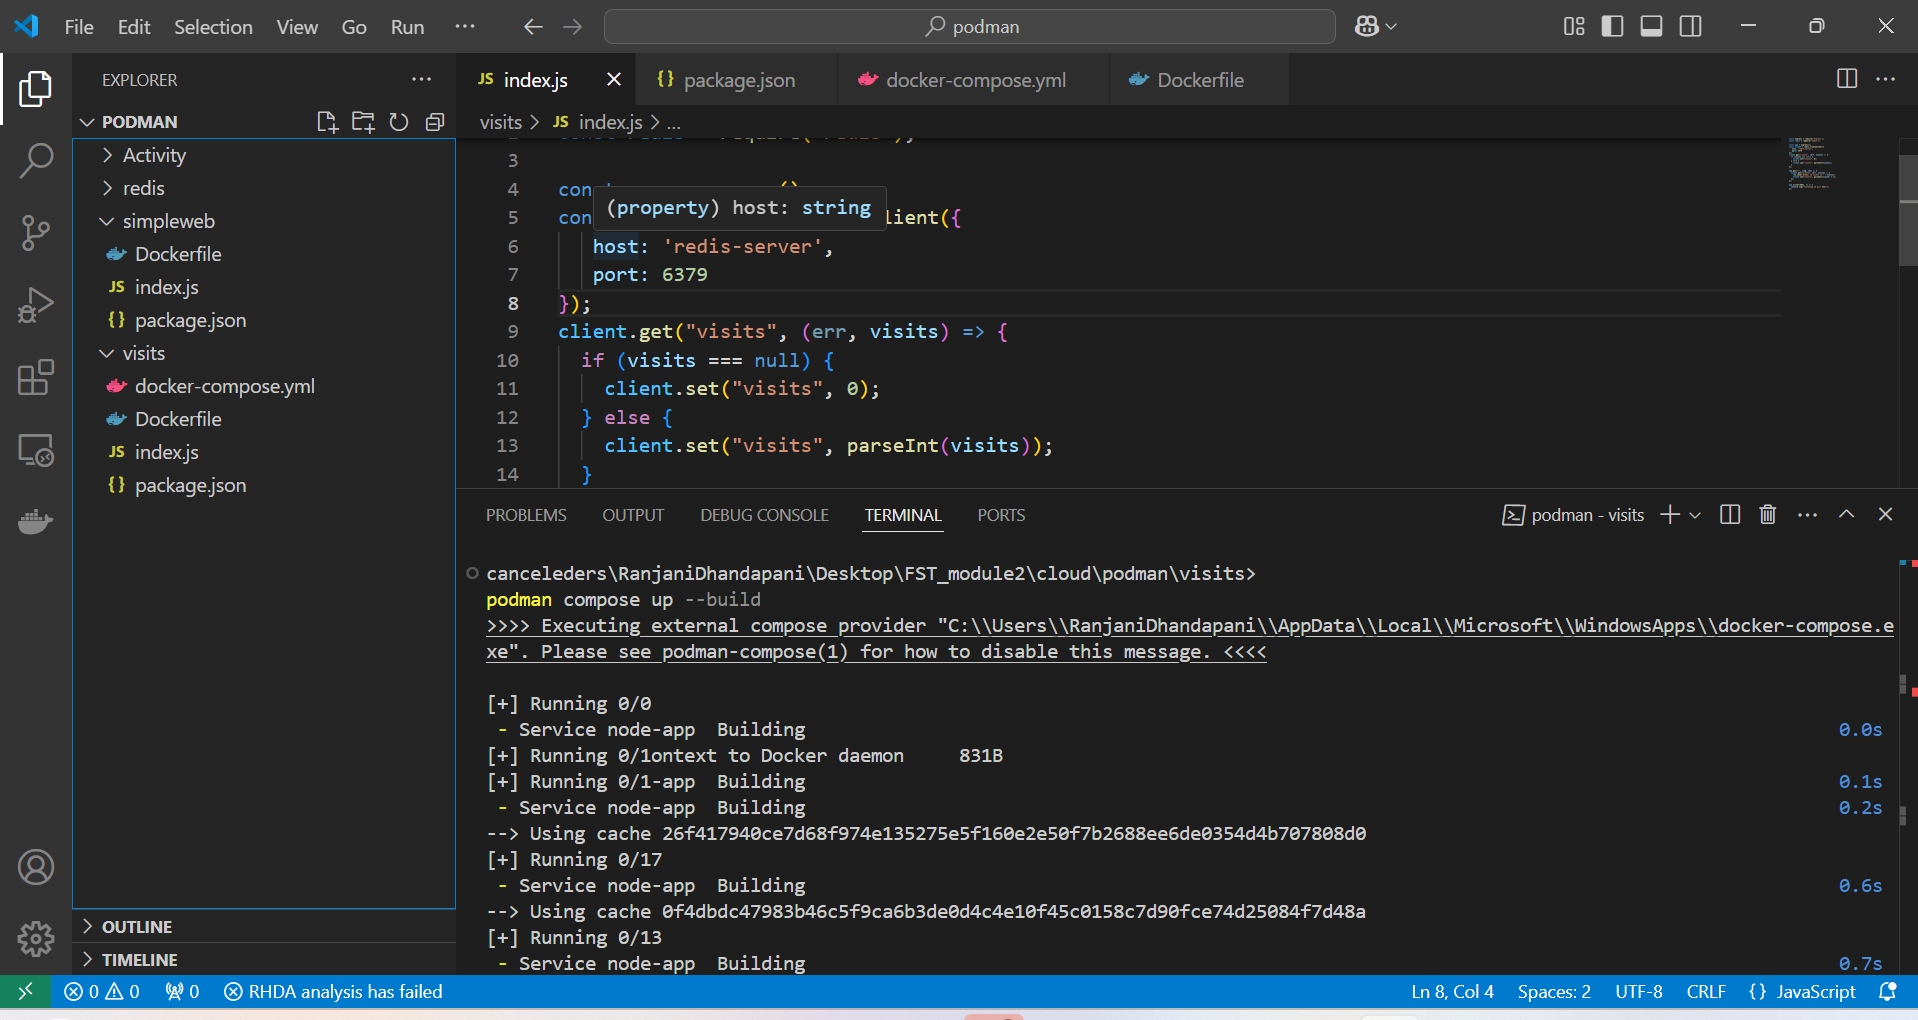 File Edit Selection View Go Run ··· podman
EXPLORER
PODMAN
Activity
redis
simpleweb
Dockerfile
JS index.js
{} package.json
visits
docker-compose.yml
Dockerfile
JS index.js
{} package.json
OUTLINE
TIMELINE
JS index.js {} package.json docker-compose.yml Dockerfile
visits > JS index.js > ...
3
4 con
(property) host: string
5 con lient({
6 host: 'redis-server',
7 port: 6379
8 });
9 client.get("visits", (err, visits) => {
10 if (visits === null) {
11 client.set("visits", 0);
12 } else {
13 client.set("visits", parseInt(visits));
14 }
PROBLEMS OUTPUT DEBUG CONSOLE TERMINAL PORTS podman - visits
canceleders\RanjaniDhandapani\Desktop\FST_module2\cloud\podman\visits>
podman compose up --build
>>>> Executing external compose provider "C:\\Users\\RanjaniDhandapani\\AppData\\Local\\Microsoft\\WindowsApps\\docker-compose.e
xe". Please see podman-compose(1) for how to disable this message. <<<<
[+] Running 0/0
- Service node-app Building 0.0s
[+] Running 0/1ontext to Docker daemon 831B
[+] Running 0/1-app Building 0.1s
- Service node-app Building 0.2s
--> Using cache 26f417940ce7d68f974e135275e5f160e2e50f7b2688ee6de0354d4b707808d0
[+] Running 0/17
- Service node-app Building 0.6s
--> Using cache 0f4dbdc47983b46c5f9ca6b3de0d4c4e10f45c0158c7d90fce74d25084f7d48a
[+] Running 0/13
- Service node-app Building 0.7s
0 0 0 RHDA analysis has failed Ln 8, Col 4 Spaces: 2 UTF-8 CRLF {} JavaScript